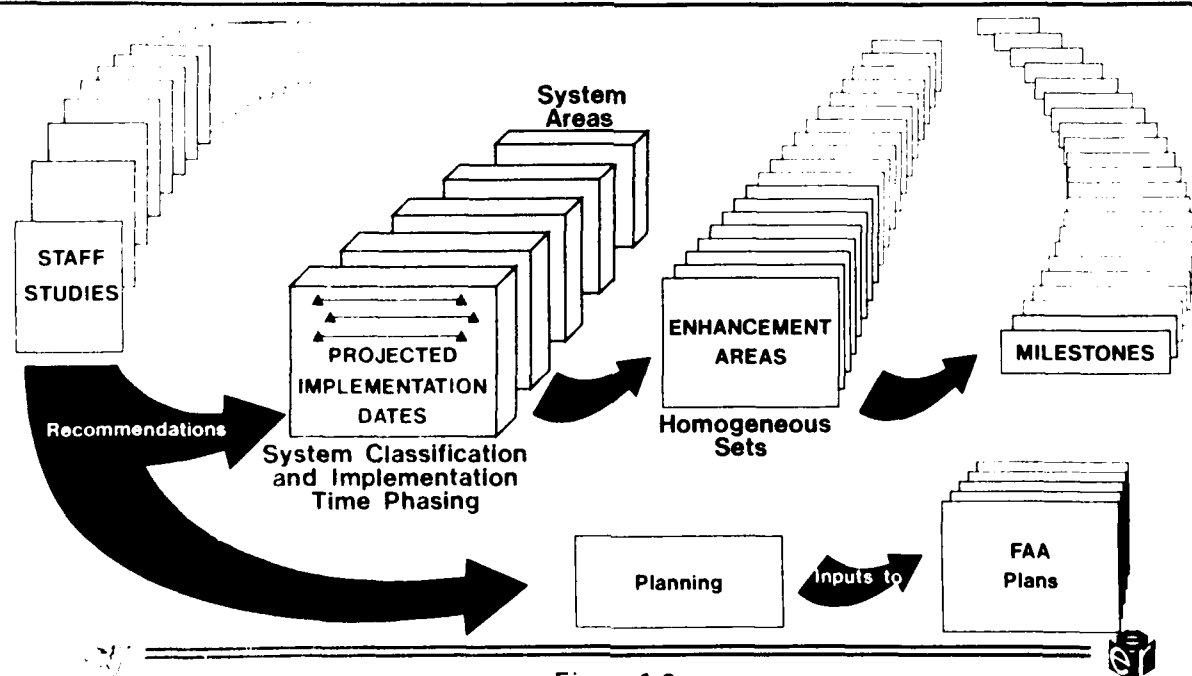 System
Areas
STAFF
STUDIES
PROJECTED
IMPLEMENTATION
DATES
ENHANCEMENT
AREAS
MILESTONES
Recommendations
System Classification
and Implementation
Time Phasing
Homogeneous
Sets
Planning
Inputs to
FAA
Plans